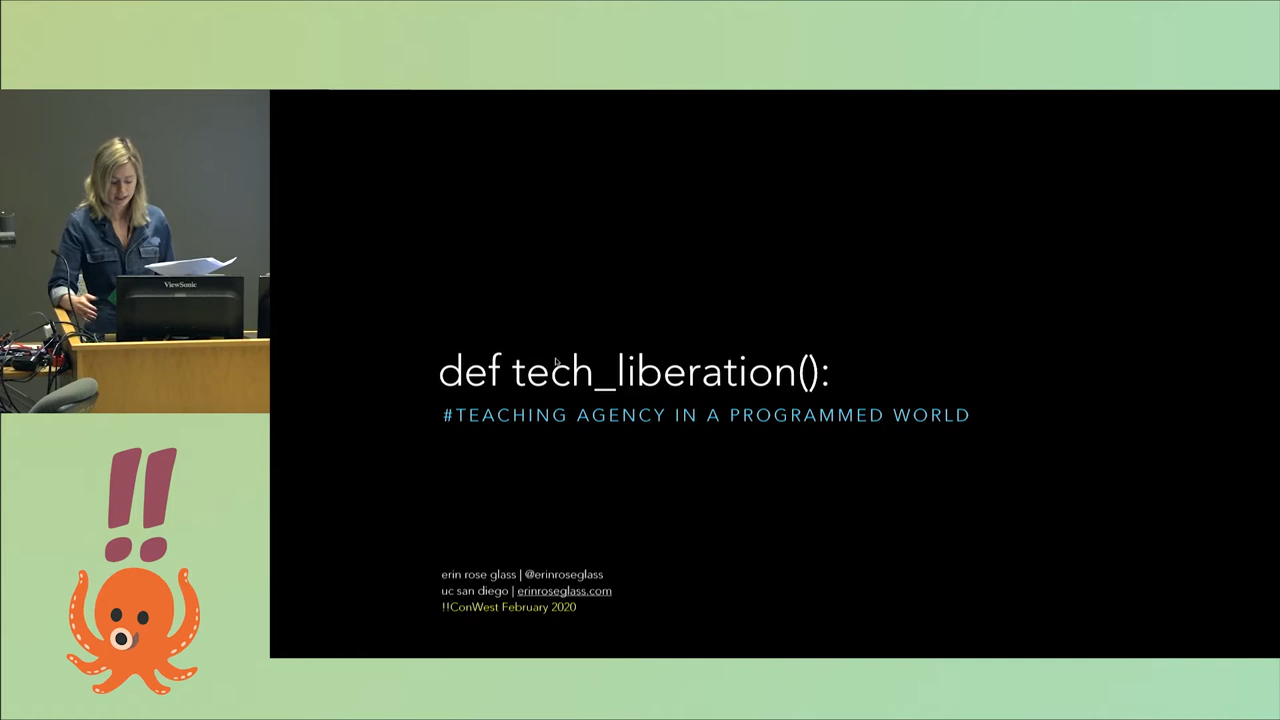 ViewSonic
def tech_liberation():
#TEACHING AGENCY IN A PROGRAMMED WORLD
erin rose glass | @erinroseglass
uc san diego | erinroseglass.com
!!ConWest February 2020
!!